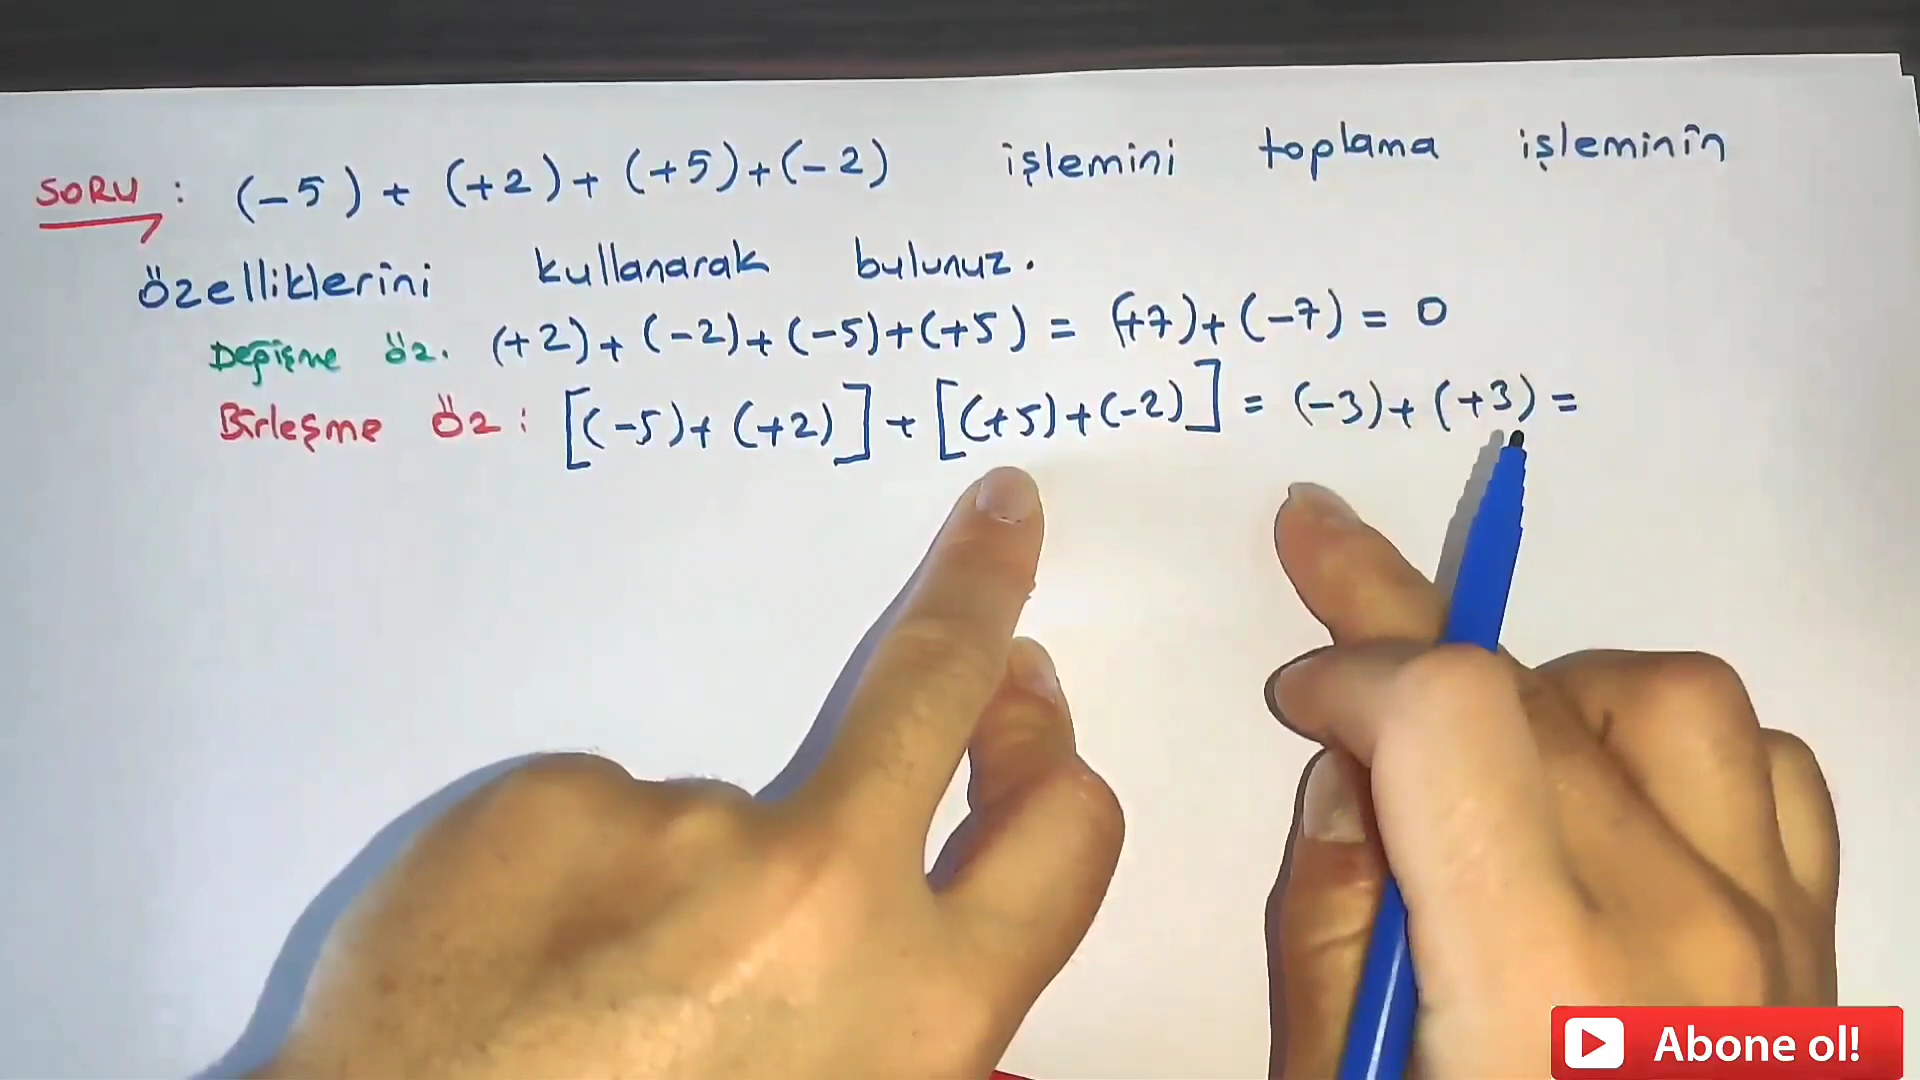 SORU : (-5) + (+2) + (+5) + (-2) işlemini toplama işleminin
özelliklerini kullanarak bulunuz.
Değişme öz. (+2) + (-2) + (-5) + (+5) = (+7) + (-7) = 0
Birleşme Öz : [(-5) + (+2)] + [(+5) + (-2)] = (-3) + (+3) =
Abone ol!